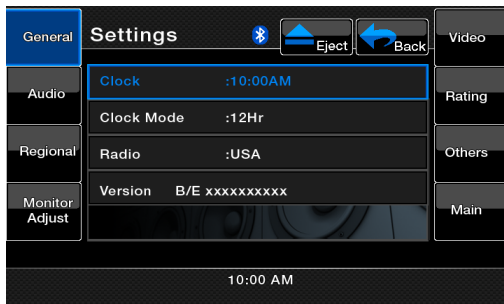 General
Settings
Eject
Back
Video
Audio
Clock :10:00AM
Rating
Clock Mode :12Hr
Regional
Radio :USA
Others
Version B/E xxxxxxxxxx
Monitor
Adjust
Main
10:00 AM